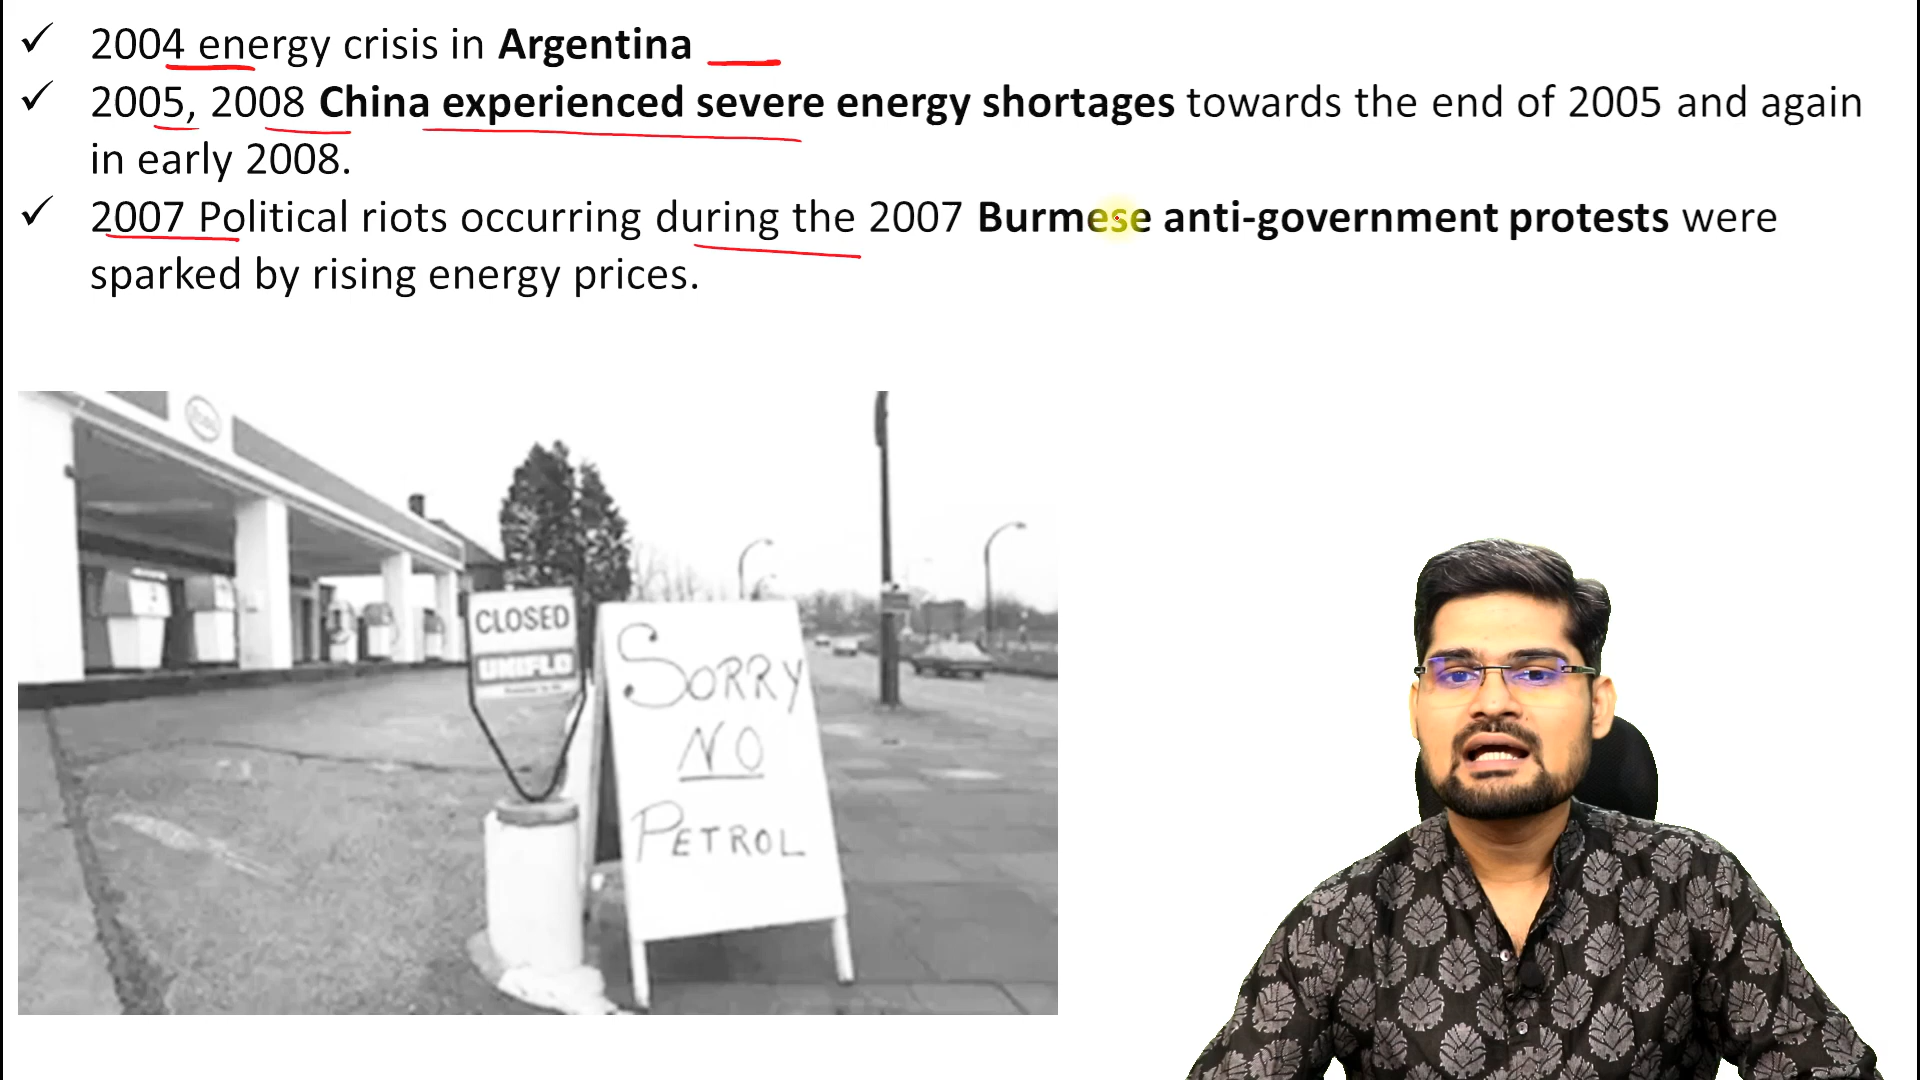 ✓ 2004 energy crisis in Argentina
✓ 2005, 2008 China experienced severe energy shortages towards the end of 2005 and again
in early 2008.
✓ 2007 Political riots occurring during the 2007 Burmese anti-government protests were
sparked by rising energy prices.
CLOSED
UNIFLO
SORRY
NO
PETROL